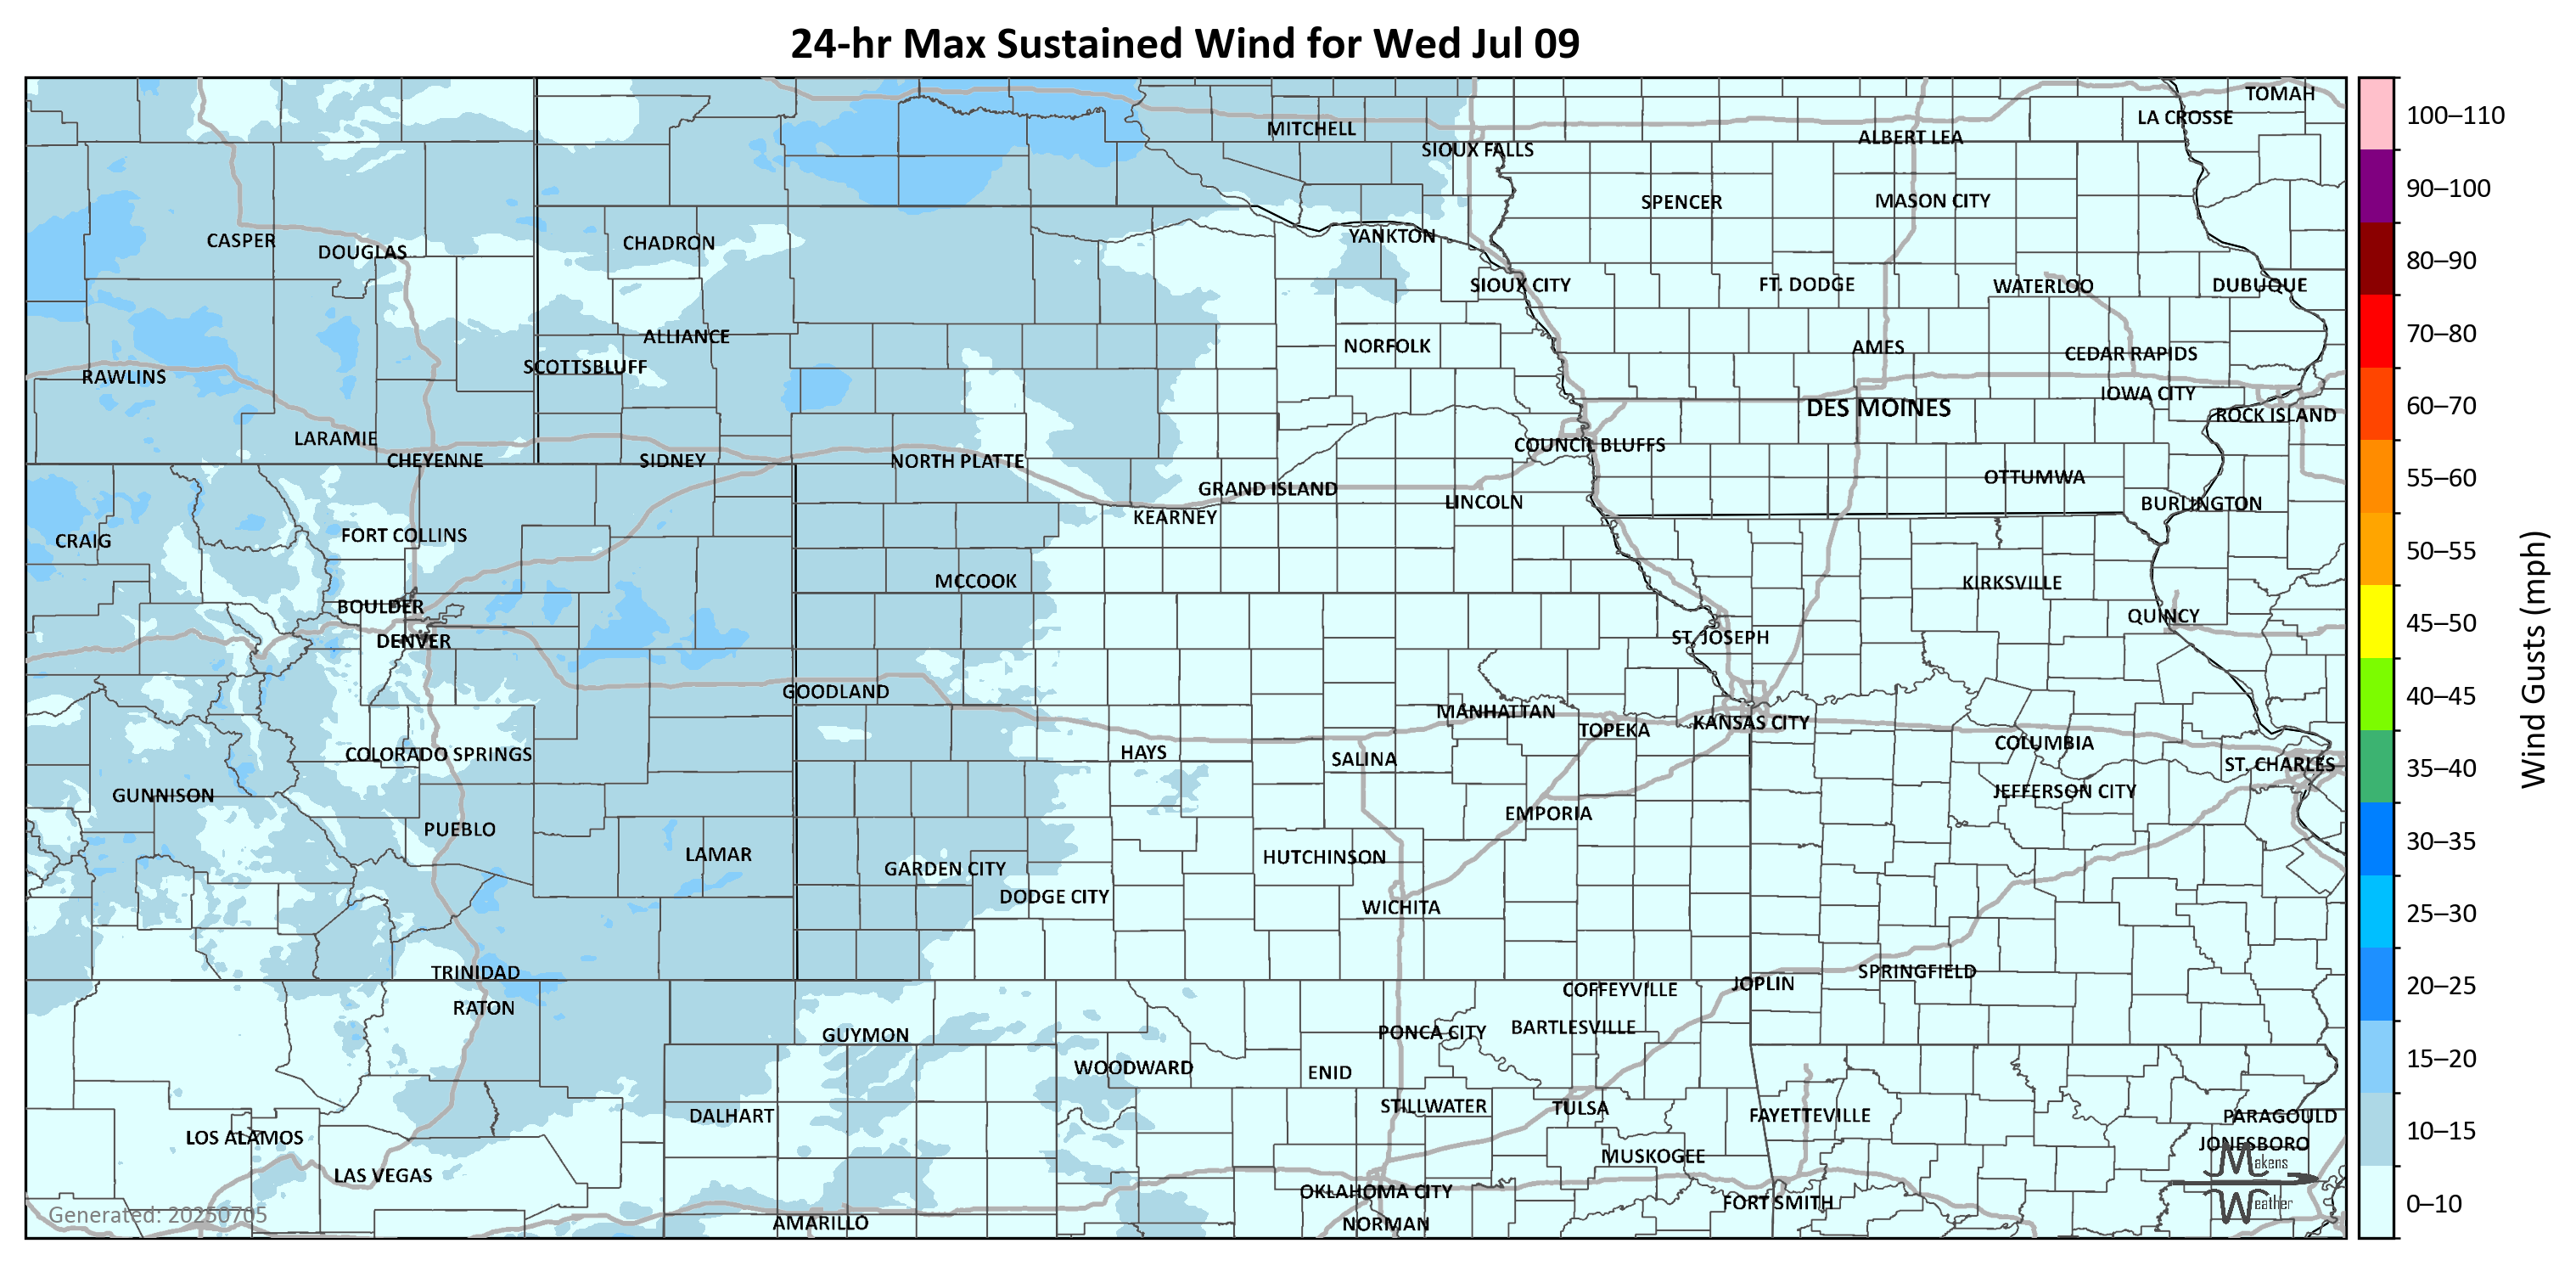 24-hr Max Sustained Wind for Wed Jul 09
TOMAH
LA CROSSE
MITCHELL
ALBERT LEA
SIOUX FALLS
SPENCER
MASON CITY
CASPER
DOUGLAS
CHADRON
YANKTON
SIOUX CITY
FT. DODGE
WATERLOO
DUBUQUE
ALLIANCE
NORFOLK
AMES
CEDAR RAPIDS
SCOTTSBLUFF
RAWLINS
IOWA CITY
DES MOINES
ROCK ISLAND
LARAMIE
COUNCIL BLUFFS
CHEYENNE
SIDNEY
NORTH PLATTE
OTTUMWA
GRAND ISLAND
LINCOLN
BURLINGTON
KEARNEY
FORT COLLINS
CRAIG
MCCOOK
KIRKSVILLE
BOULDER
QUINCY
DENVER
ST. JOSEPH
GOODLAND
MANHATTAN
TOPEKA
KANSAS CITY
COLUMBIA
COLORADO SPRINGS
HAYS
SALINA
ST. CHARLES
GUNNISON
JEFFERSON CITY
EMPORIA
PUEBLO
LAMAR
HUTCHINSON
GARDEN CITY
DODGE CITY
WICHITA
TRINIDAD
SPRINGFIELD
JOPLIN
COFFEYVILLE
RATON
GUYMON
PONCA CITY
BARTLESVILLE
WOODWARD
ENID
STILLWATER
TULSA
DALHART
FAYETTEVILLE
PARAGOULD
LOS ALAMOS
JONESBORO
MUSKOGEE
LAS VEGAS
OKLAHOMA CITY
FORT SMITH
AMARILLO
NORMAN
Generated: 20250705
Makens
Weather
100–110
90–100
80–90
70–80
60–70
55–60
50–55
45–50
40–45
35–40
30–35
25–30
20–25
15–20
10–15
0–10
Wind Gusts (mph)